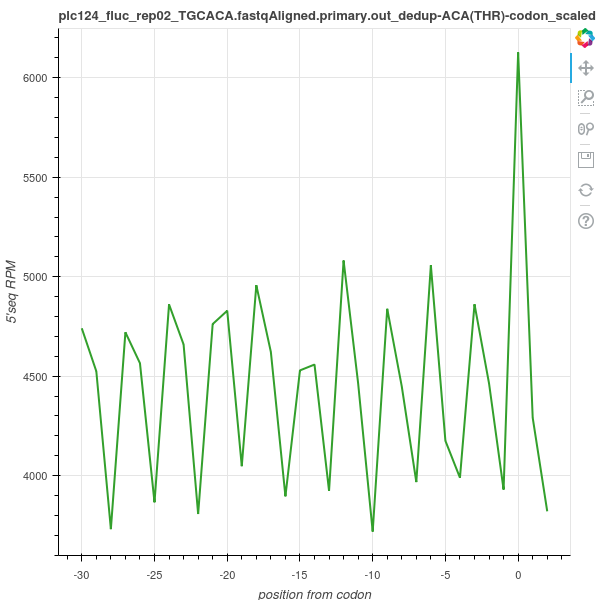 plc124_fluc_rep02_TGCACA.fastqAligned.primary.out_dedup-ACA(THR)-codon_scaled
6000
5500
5000
4500
4000
5'seq RPM
-30 -25 -20 -15 -10 -5 0
position from codon